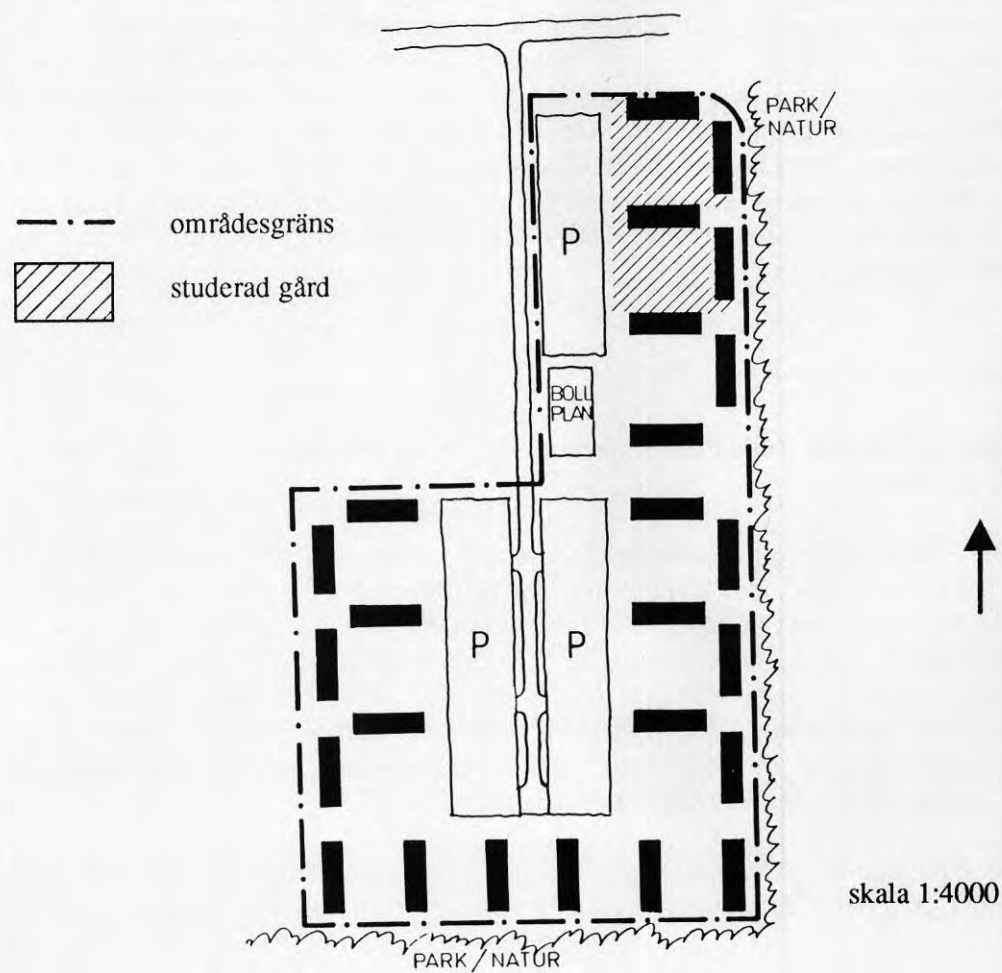 PARK/
NATUR
områdesgräns
studerad gård
P
BOLL
PLAN
P
P
skala 1:4000
PARK/NATUR